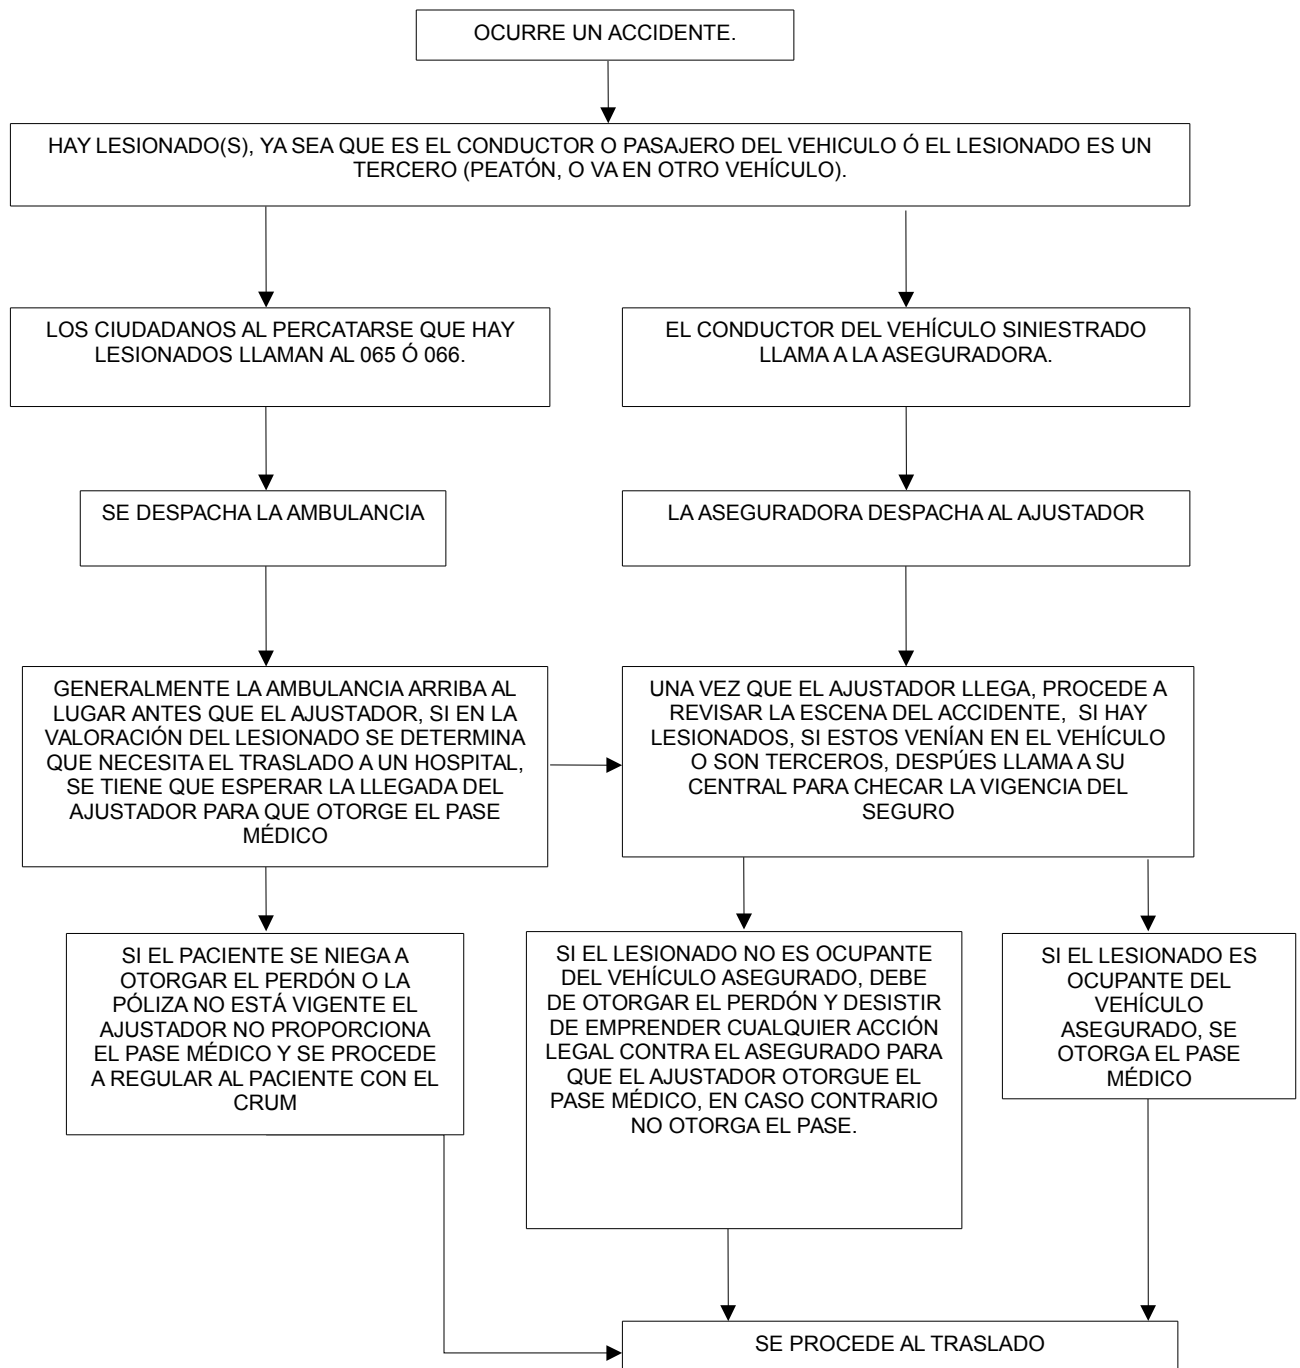 OCURRE UN ACCIDENTE.
HAY LESIONADO(S), YA SEA QUE ES EL CONDUCTOR O PASAJERO DEL VEHICULO Ó EL LESIONADO ES UN
TERCERO (PEATÓN, O VA EN OTRO VEHÍCULO).
LOS CIUDADANOS AL PERCATARSE QUE HAY
LESIONADOS LLAMAN AL 065 Ó 066.
EL CONDUCTOR DEL VEHÍCULO SINIESTRADO
LLAMA A LA ASEGURADORA.
SE DESPACHA LA AMBULANCIA
LA ASEGURADORA DESPACHA AL AJUSTADOR
GENERALMENTE LA AMBULANCIA ARRIBA AL
LUGAR ANTES QUE EL AJUSTADOR, SI EN LA
VALORACIÓN DEL LESIONADO SE DETERMINA
QUE NECESITA EL TRASLADO A UN HOSPITAL,
SE TIENE QUE ESPERAR LA LLEGADA DEL
AJUSTADOR PARA QUE OTORGE EL PASE
MÉDICO
UNA VEZ QUE EL AJUSTADOR LLEGA, PROCEDE A
REVISAR LA ESCENA DEL ACCIDENTE, SI HAY
LESIONADOS, SI ESTOS VENÍAN EN EL VEHÍCULO
O SON TERCEROS, DESPÚES LLAMA A SU
CENTRAL PARA CHECAR LA VIGENCIA DEL
SEGURO
SI EL PACIENTE SE NIEGA A
OTORGAR EL PERDÓN O LA
PÓLIZA NO ESTÁ VIGENTE EL
AJUSTADOR NO PROPORCIONA
EL PASE MÉDICO Y SE PROCEDE
A REGULAR AL PACIENTE CON EL
CRUM
SI EL LESIONADO NO ES OCUPANTE
DEL VEHÍCULO ASEGURADO, DEBE
DE OTORGAR EL PERDÓN Y DESISTIR
DE EMPRENDER CUALQUIER ACCIÓN
LEGAL CONTRA EL ASEGURADO PARA
QUE EL AJUSTADOR OTORGUE EL
PASE MÉDICO, EN CASO CONTRARIO
NO OTORGA EL PASE.
SI EL LESIONADO ES
OCUPANTE DEL
VEHÍCULO
ASEGURADO, SE
OTORGA EL PASE
MÉDICO
SE PROCEDE AL TRASLADO